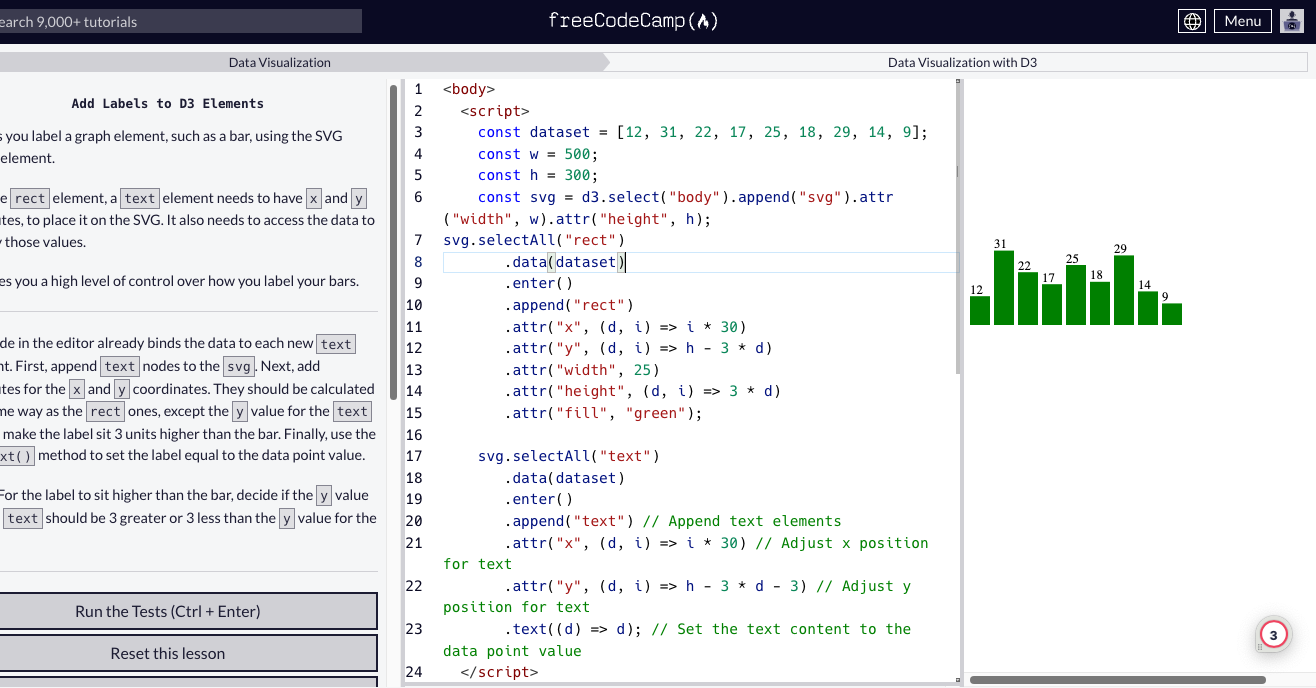 earch 9,000+ tutorials
freeCodeCamp
Menu
Data Visualization
Data Visualization with D3
Add Labels to D3 Elements
s you label a graph element, such as a bar, using the SVG
element.
e rect element, a text element needs to have x and y
tes, to place it on the SVG. It also needs to access the data to
y those values.
es you a high level of control over how you label your bars.
de in the editor already binds the data to each new text
nt. First, append text nodes to the svg. Next, add
utes for the x and y coordinates. They should be calculated
me way as the rect ones, except the y value for the text
make the label sit 3 units higher than the bar. Finally, use the
xt() method to set the label equal to the data point value.
For the label to sit higher than the bar, decide if the y value
text should be 3 greater or 3 less than the y value for the
Run the Tests (Ctrl + Enter)
Reset this lesson
1 <body>
2 <script>
3 const dataset = [12, 31, 22, 17, 25, 18, 29, 14, 9];
4 const w = 500;
5 const h = 300;
6 const svg = d3.select("body").append("svg").attr
("width", w).attr("height", h);
7 svg.selectAll("rect")
8 .data(dataset)
9 .enter()
10 .append("rect")
11 .attr("x", (d, i) => i * 30)
12 .attr("y", (d, i) => h - 3 * d)
13 .attr("width", 25)
14 .attr("height", (d, i) => 3 * d)
15 .attr("fill", "green");
16
17 svg.selectAll("text")
18 .data(dataset)
19 .enter()
20 .append("text") // Append text elements
21 .attr("x", (d, i) => i * 30) // Adjust x position
for text
22 .attr("y", (d, i) => h - 3 * d - 3) // Adjust y
position for text
23 .text((d) => d); // Set the text content to the
data point value
24 </script>
12 31 22 17 25 18 29 14 9
3